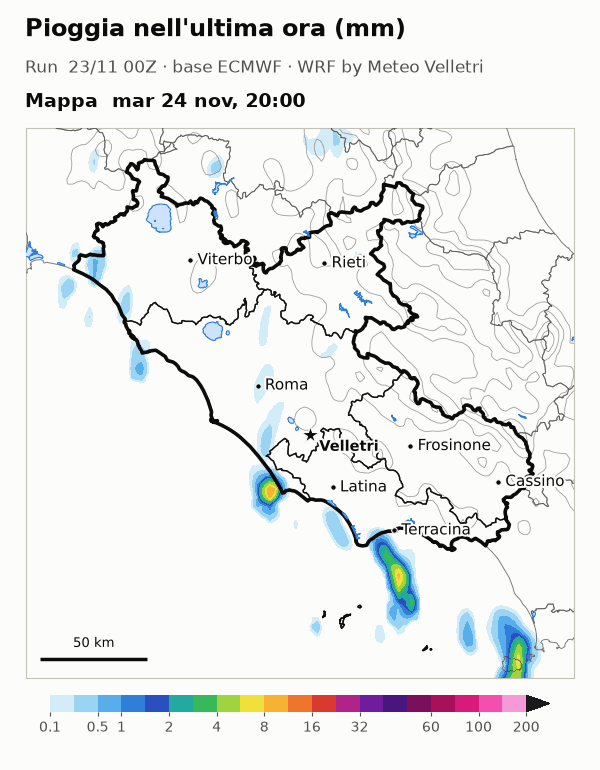 Pioggia nell'ultima ora (mm)
Run  23/11 00Z · base ECMWF · WRF by Meteo Velletri
Mappa  mar 24 nov, 20:00
Viterbo
Rieti
Roma
Velletri
Frosinone
Latina
Cassino
Terracina
50 km
0.1 0.5 1 2 4 8 16 32 60 100 200